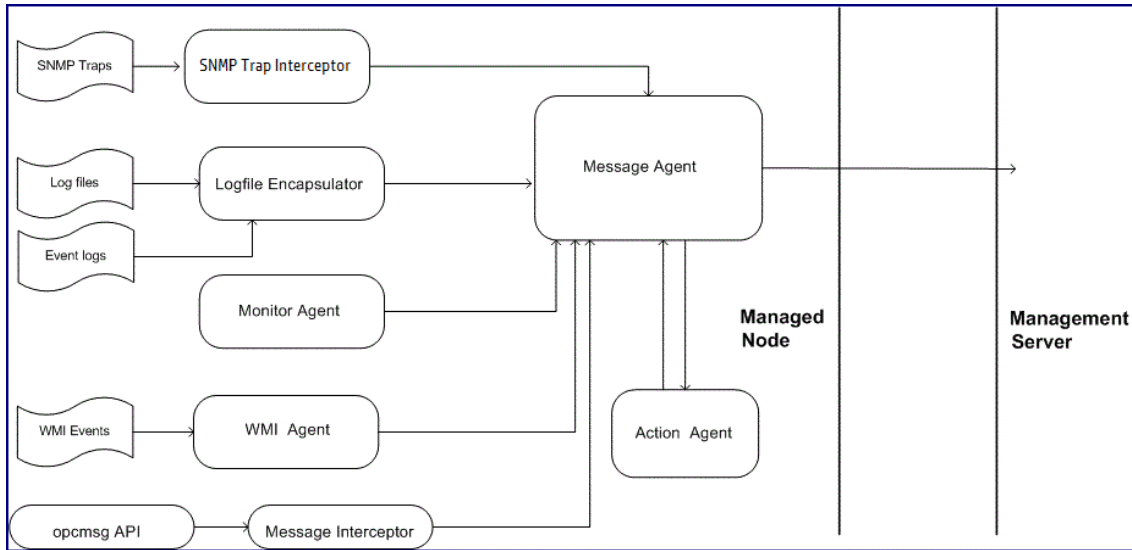 SNMP Traps
SNMP Trap Interceptor
Message Agent
Log files
Logfile Encapsulator
Event logs
Monitor Agent
Managed
Node
Management
Server
WMI Events
WMI Agent
Action Agent
opcmsg API
Message Interceptor